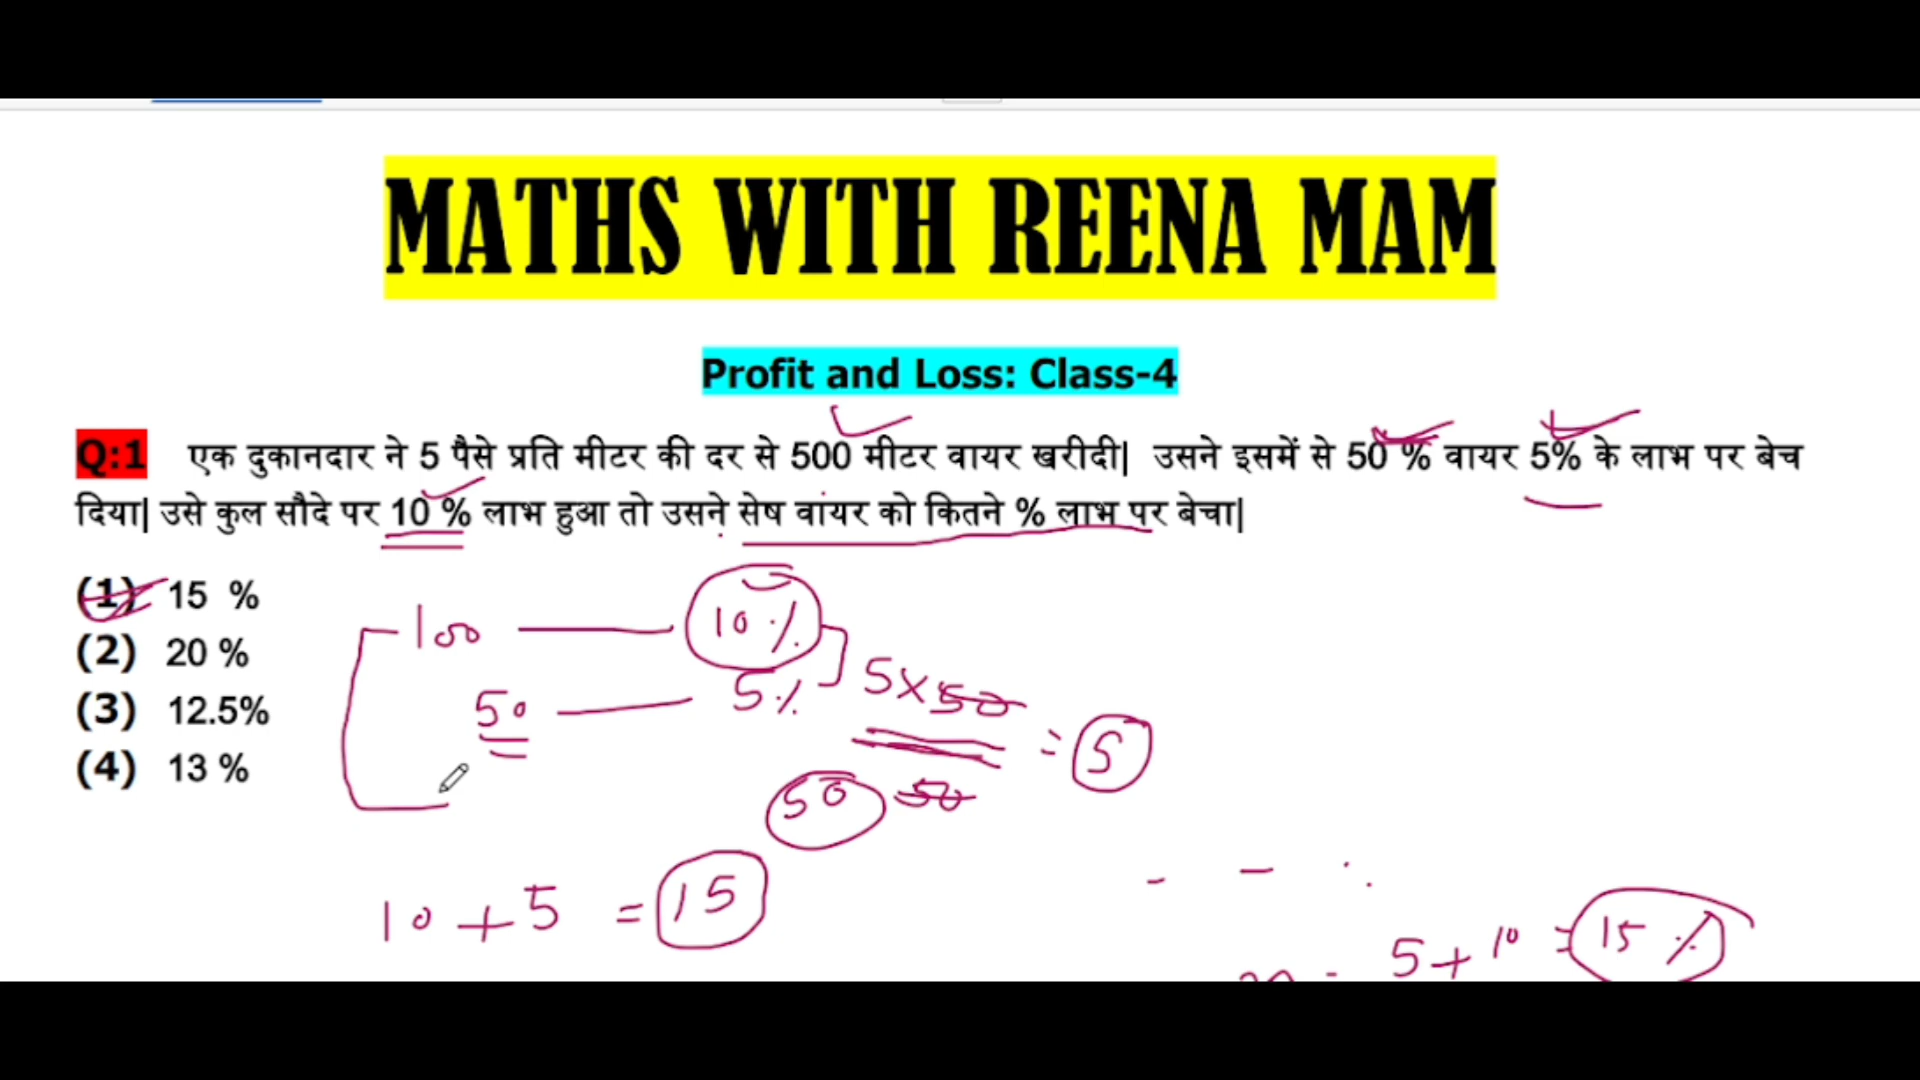 MATHS WITH REENA MAM
Profit and Loss: Class-4
Q:1 एक दुकानदार ने 5 पैसे प्रति मीटर की दर से 500 मीटर वायर खरीदी| उसने इसमें से 50 % वायर 5% के लाभ पर बेच
दिया| उसे कुल सौदे पर 10 % लाभ हुआ तो उसने सेष वायर को कितने % लाभ पर बेचा|
(1) 15 %
(2) 20 %
(3) 12.5%
(4) 13 %
100 10 %
50 5 % 5 x 50
= 5
50 50
10 + 5 = 15
5 + 10 = 15 %